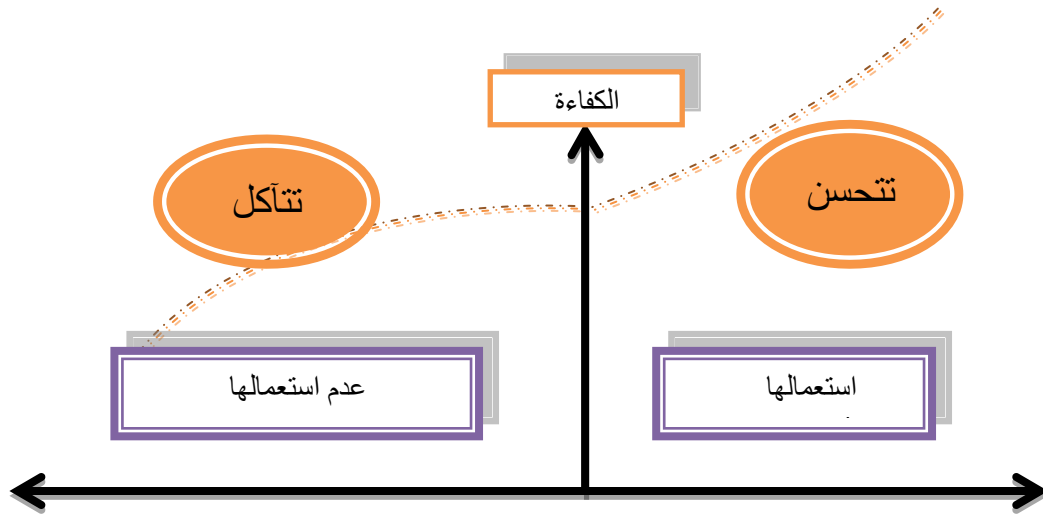 الكفاءة
تتحسن
تتآكل
استعمالها
عدم استعمالها